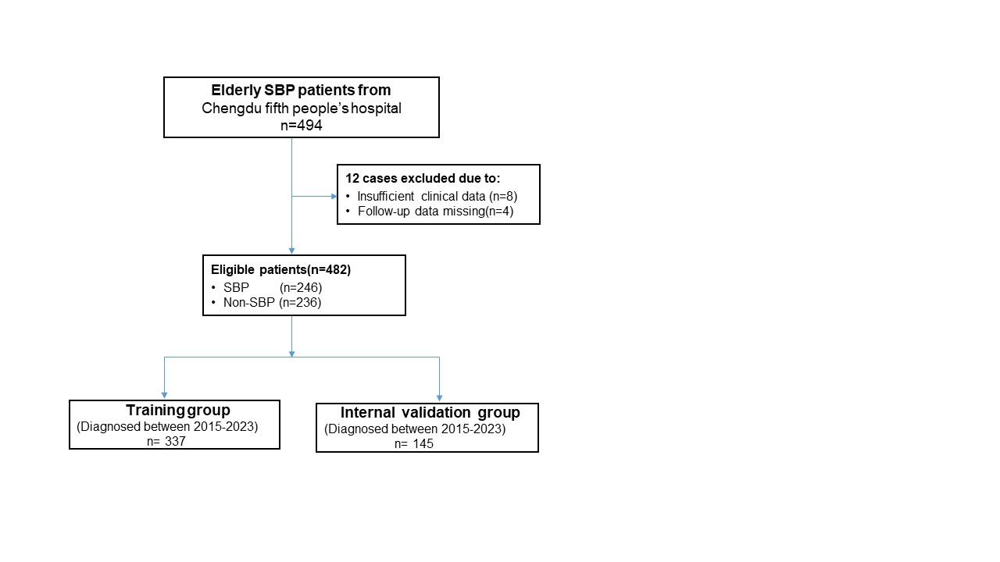 Elderly SBP patients from
Chengdu fifth people's hospital
n=494
12 cases excluded due to:
• Insufficient clinical data (n=8)
• Follow-up data missing(n=4)
Eligible patients(n=482)
• SBP (n=246)
• Non-SBP (n=236)
Training group
(Diagnosed between 2015-2023)
n= 337
Internal validation group
(Diagnosed between 2015-2023)
n= 145